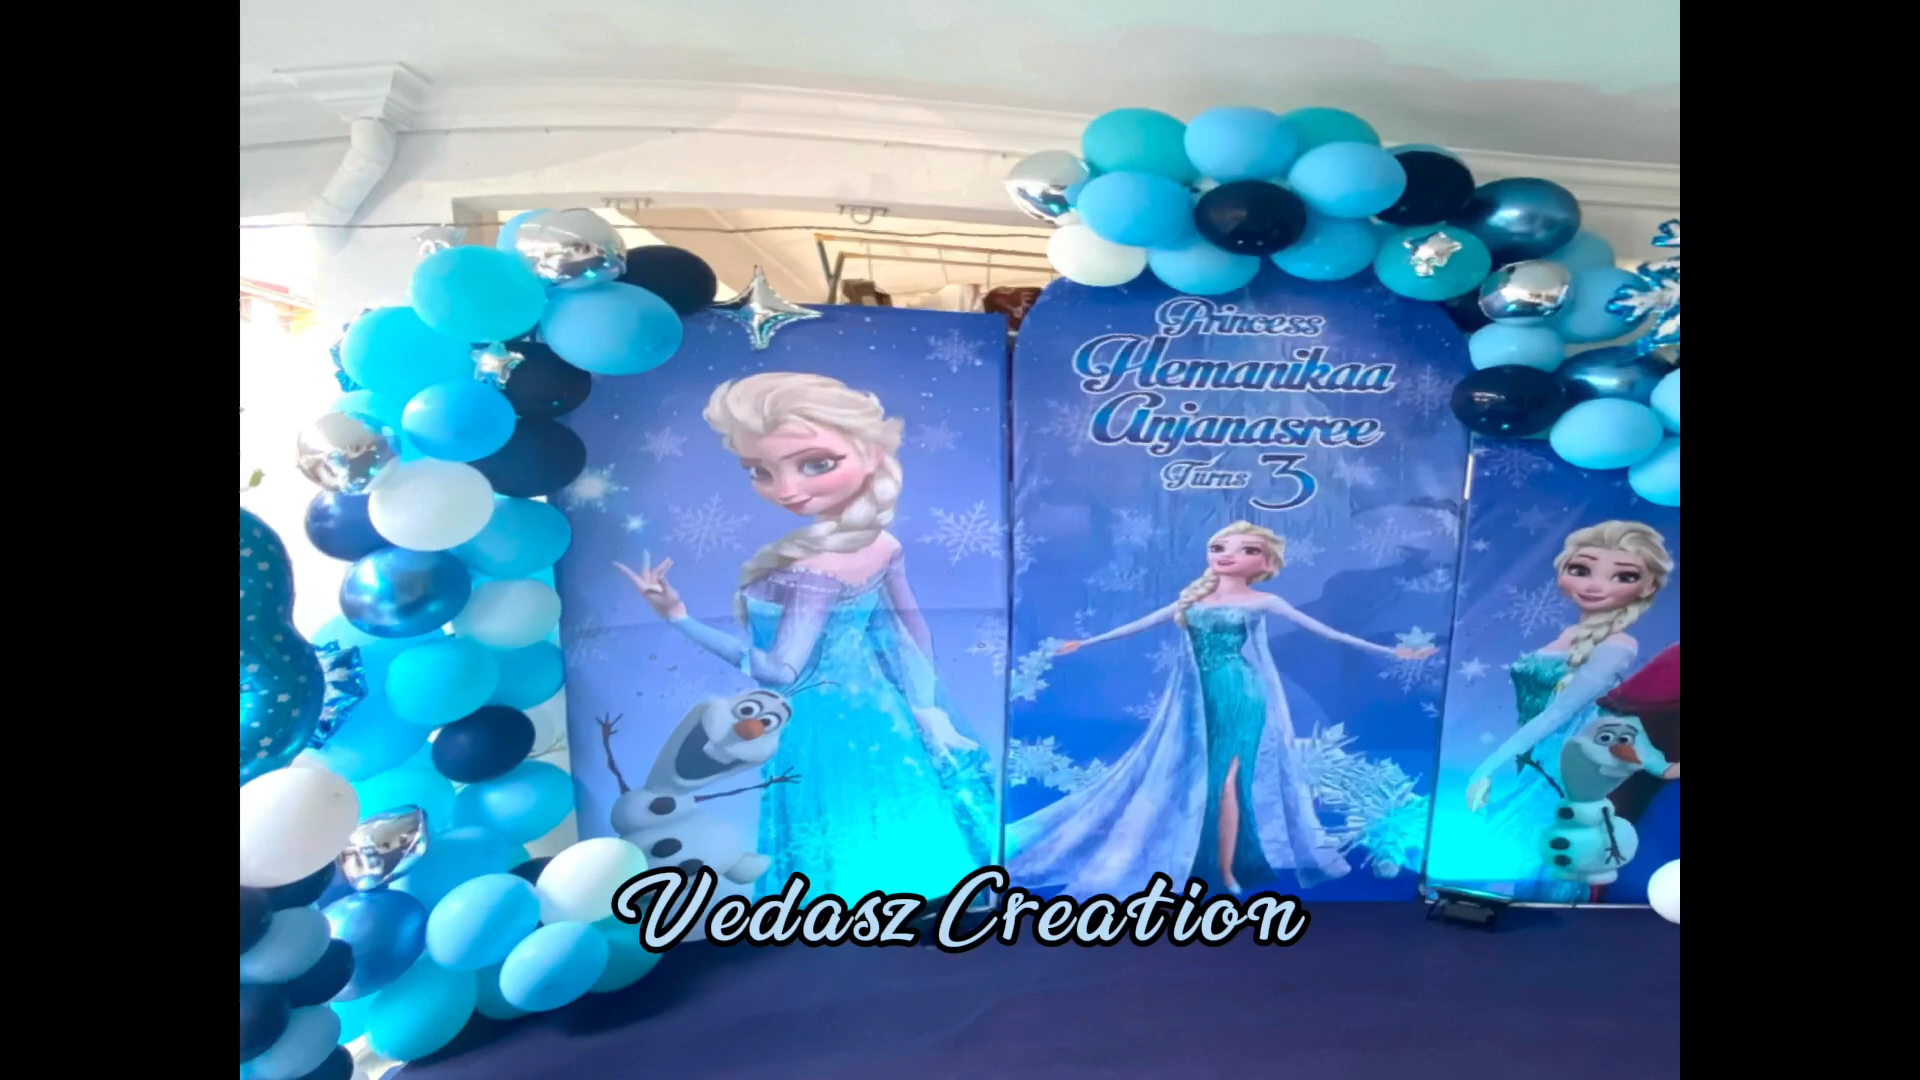 Princess
Hemanikaa
Anjanasree
Turns 3
Vedasz Creation